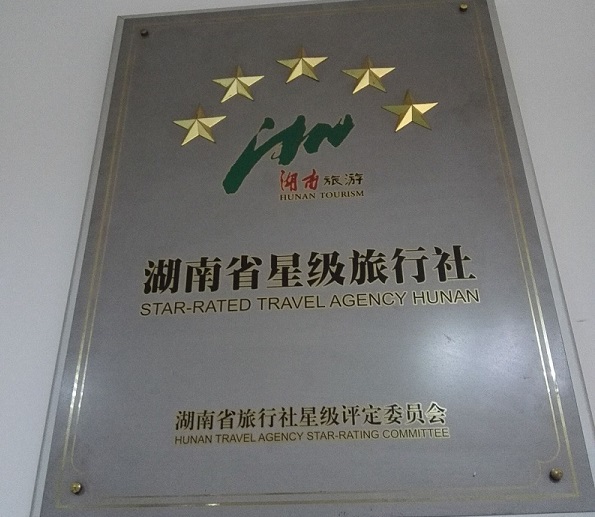 湖南旅游
HUNAN TOURISM
湖南省星级旅行社
STAR-RATED TRAVEL AGENCY HUNAN
湖南省旅行社星级评定委员会
HUNAN TRAVEL AGENCY STAR-RATING COMMITTEE